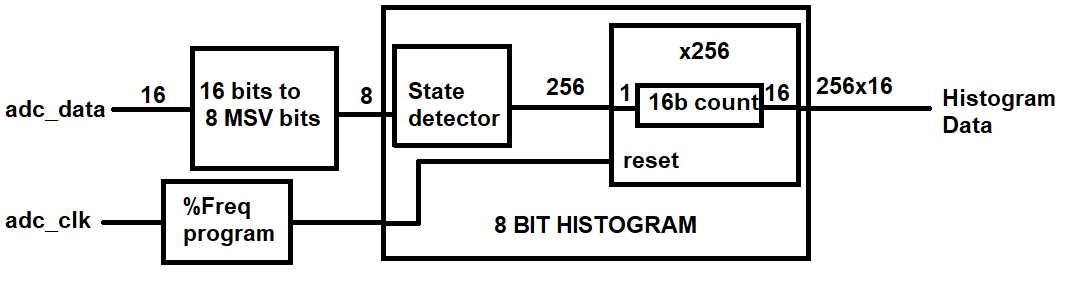 adc_data
16
16 bits to
8 MSV bits
8
State
detector
256
x256
1
16b count
16
256x16
Histogram
Data
reset
adc_clk
%Freq
program
8 BIT HISTOGRAM